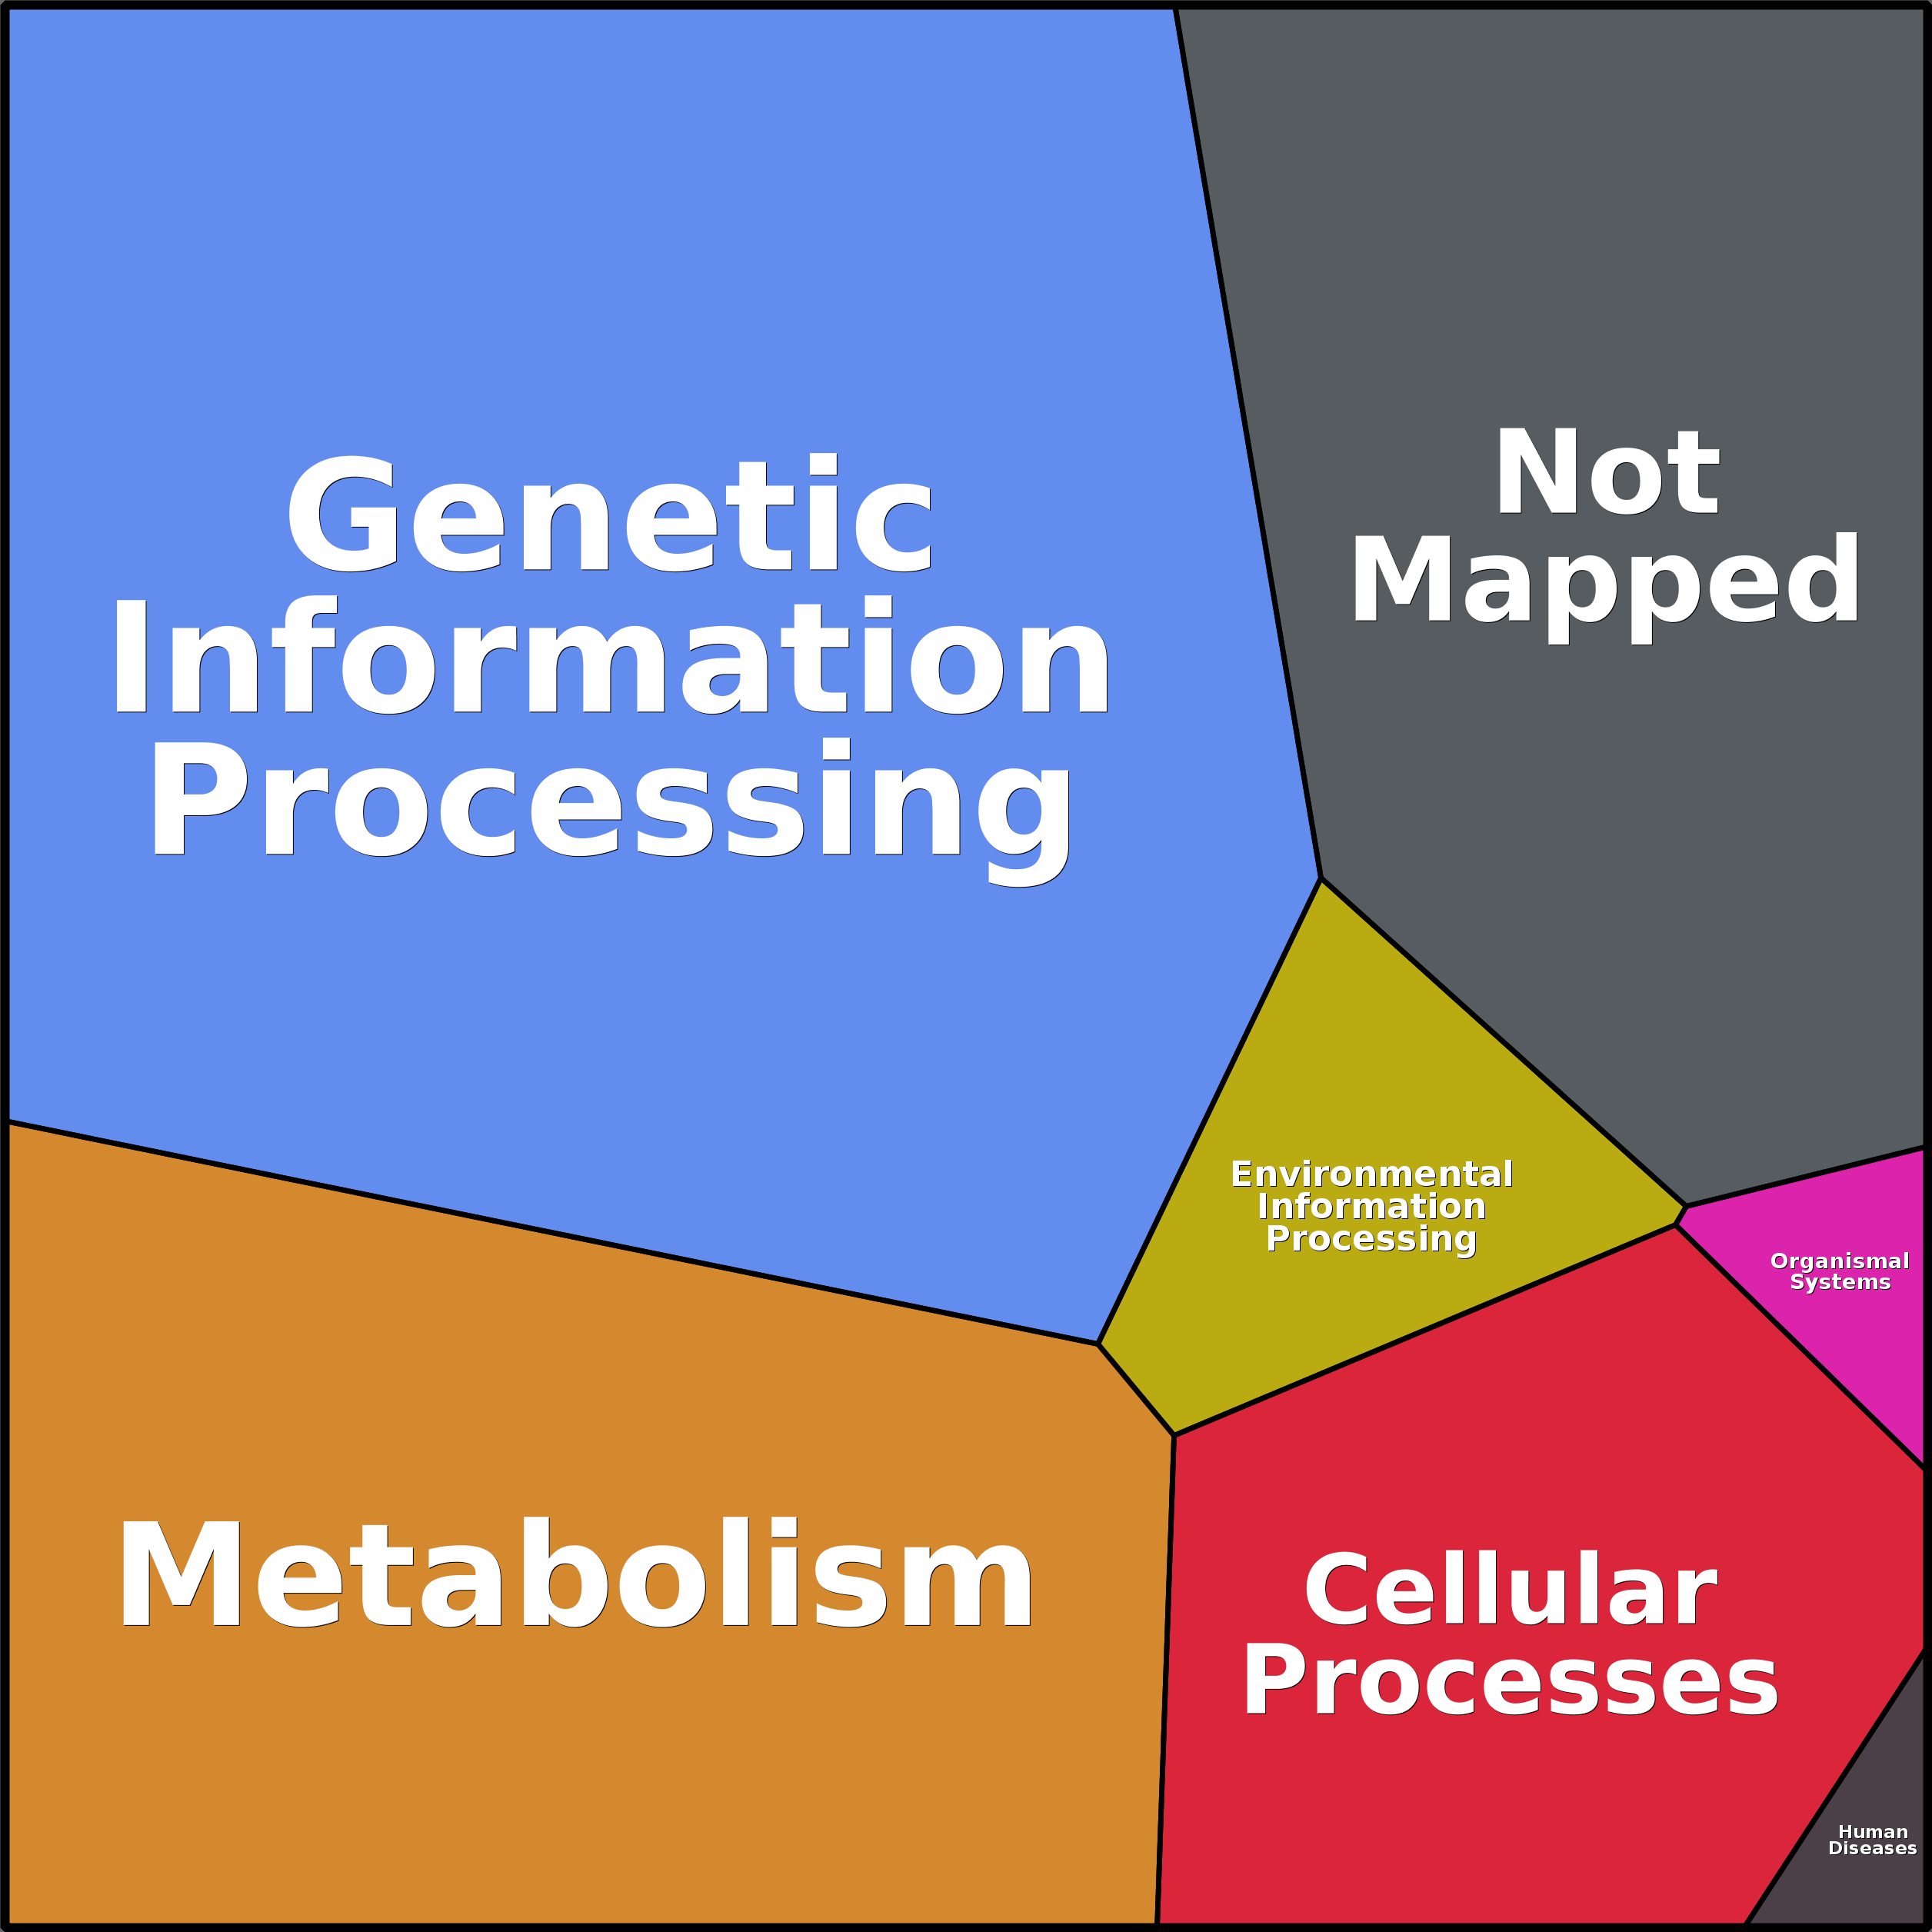 Genetic
Information
Processing
Not
Mapped
Environmental
Information
Processing
Organismal
Systems
Metabolism
Cellular
Processes
Human
Diseases